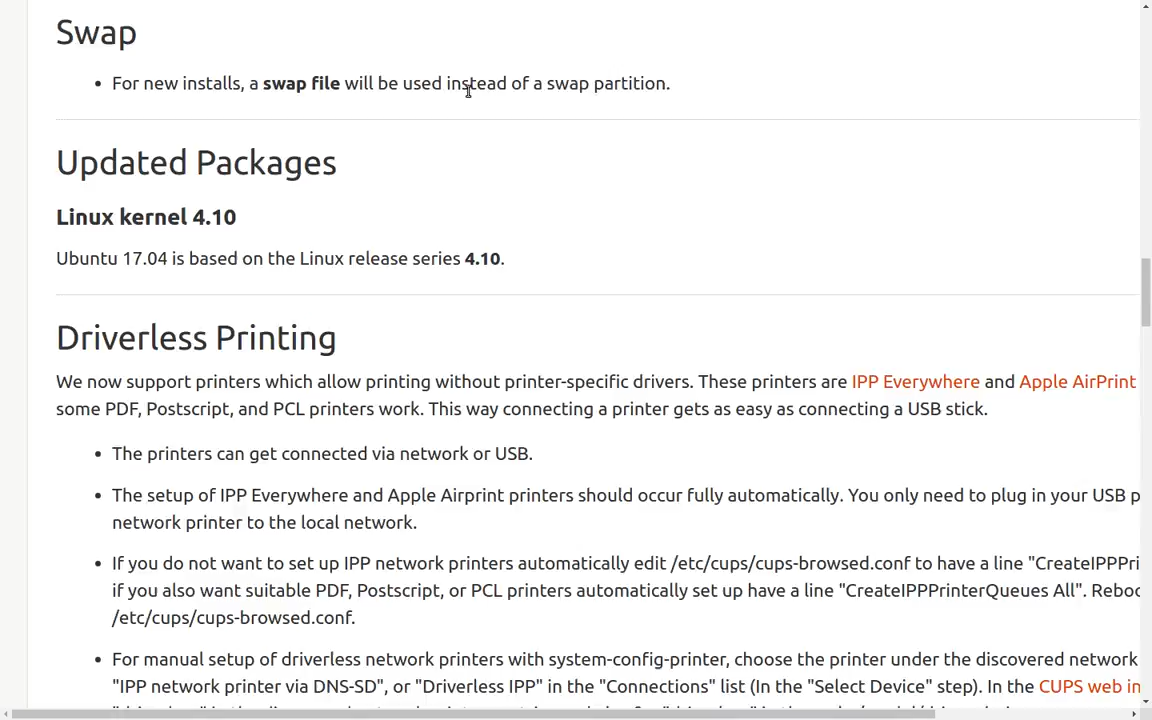 Swap
• For new installs, a swap file will be used instead of a swap partition.
Updated Packages
Linux kernel 4.10
Ubuntu 17.04 is based on the Linux release series 4.10.
Driverless Printing
We now support printers which allow printing without printer-specific drivers. These printers are IPP Everywhere and Apple AirPrint
some PDF, Postscript, and PCL printers work. This way connecting a printer gets as easy as connecting a USB stick.
• The printers can get connected via network or USB.
• The setup of IPP Everywhere and Apple Airprint printers should occur fully automatically. You only need to plug in your USB p
network printer to the local network.
• If you do not want to set up IPP network printers automatically edit /etc/cups/cups-browsed.conf to have a line "CreateIPPPri
if you also want suitable PDF, Postscript, or PCL printers automatically set up have a line "CreateIPPPrinterQueues All". Reboo
/etc/cups/cups-browsed.conf.
• For manual setup of driverless network printers with system-config-printer, choose the printer under the discovered network
"IPP network printer via DNS-SD", or "Driverless IPP" in the "Connections" list (In the "Select Device" step). In the CUPS web in